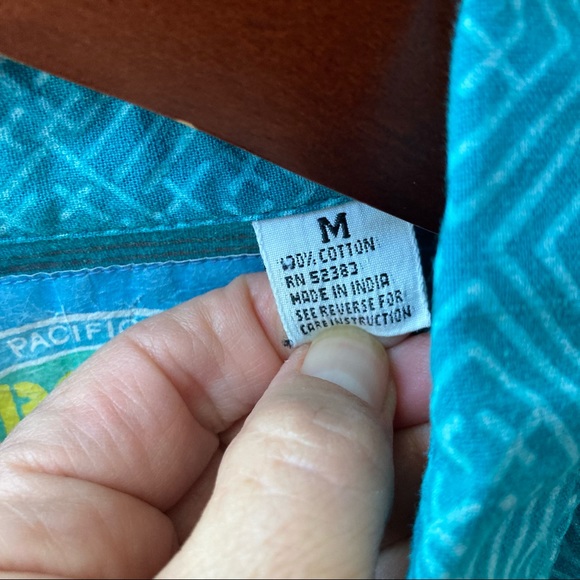 M
100% COTTON
RN 52383
MADE IN INDIA
SEE REVERSE FOR
CARE INSTRUCTION
PACIFIC